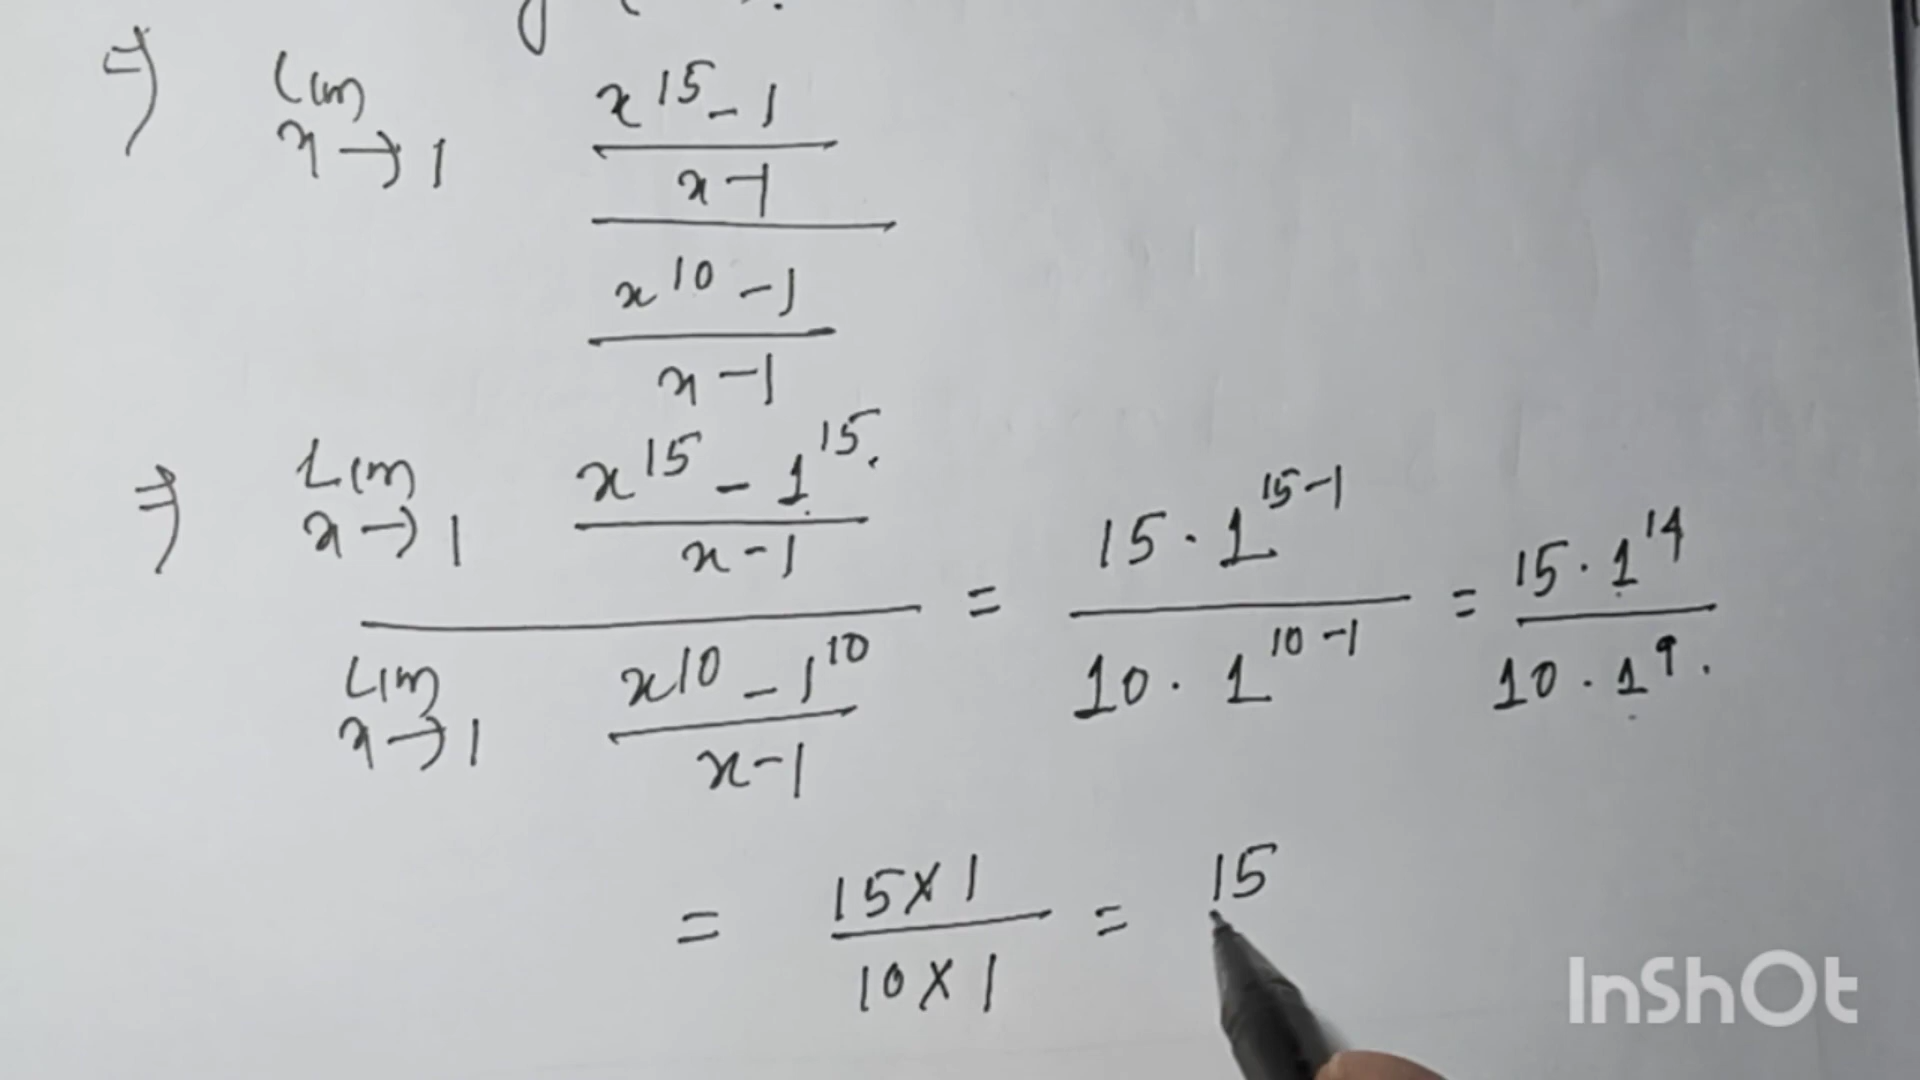 ⇒ Lim x→1 (x^15 - 1)/(x-1) / (x^10 - 1)/(x-1)
⇒ Lim x→1 (x^15 - 1^15.)/(x-1) / Lim x→1 (x^10 - 1^10)/(x-1) = (15 · 1^15-1)/(10 · 1^10-1) = (15 · 1^14)/(10 · 1^9.)
= (15×1)/(10×1) = 15
InShOt